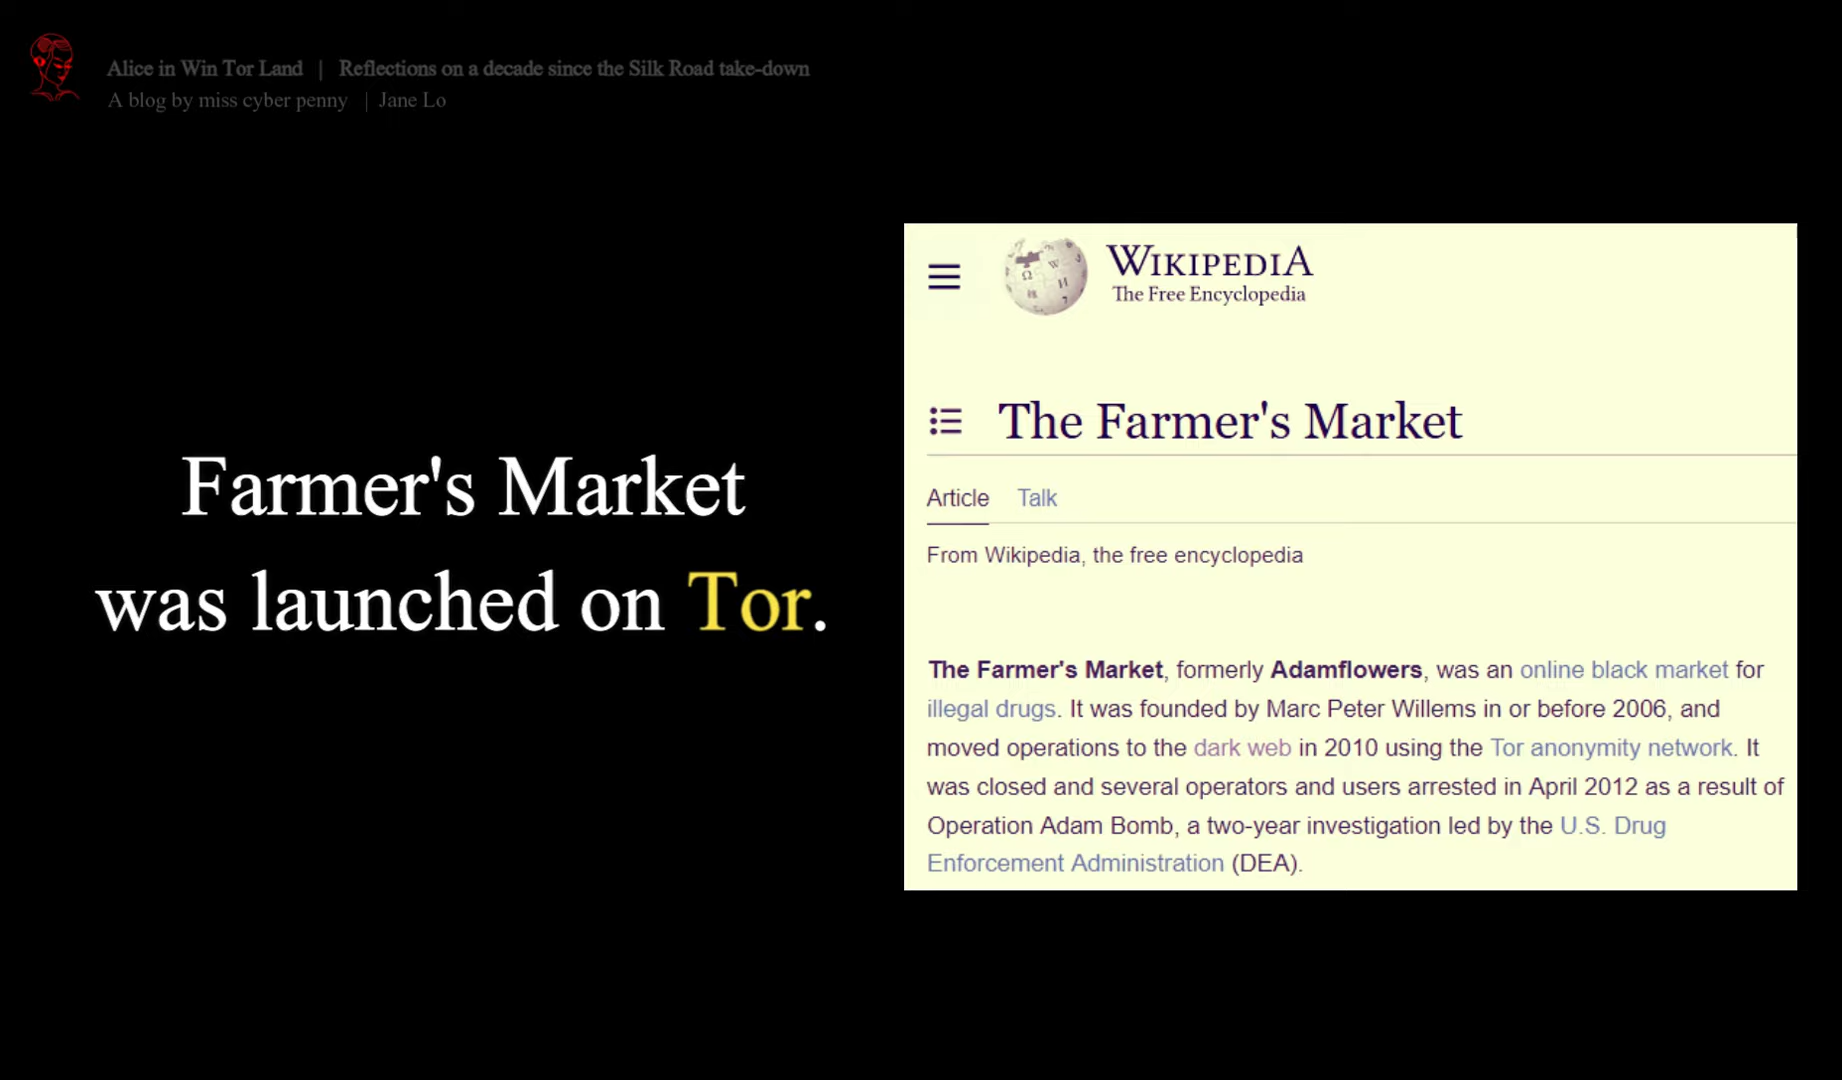 Alice in Win Tor Land | Reflections on a decade since the Silk Road take-down
A blog by miss cyber penny | Jane Lo
Farmer's Market
was launched on Tor.
WIKIPEDIA
The Free Encyclopedia
The Farmer's Market
Article Talk
From Wikipedia, the free encyclopedia
The Farmer's Market, formerly Adamflowers, was an online black market for
illegal drugs. It was founded by Marc Peter Willems in or before 2006, and
moved operations to the dark web in 2010 using the Tor anonymity network. It
was closed and several operators and users arrested in April 2012 as a result of
Operation Adam Bomb, a two-year investigation led by the U.S. Drug
Enforcement Administration (DEA).